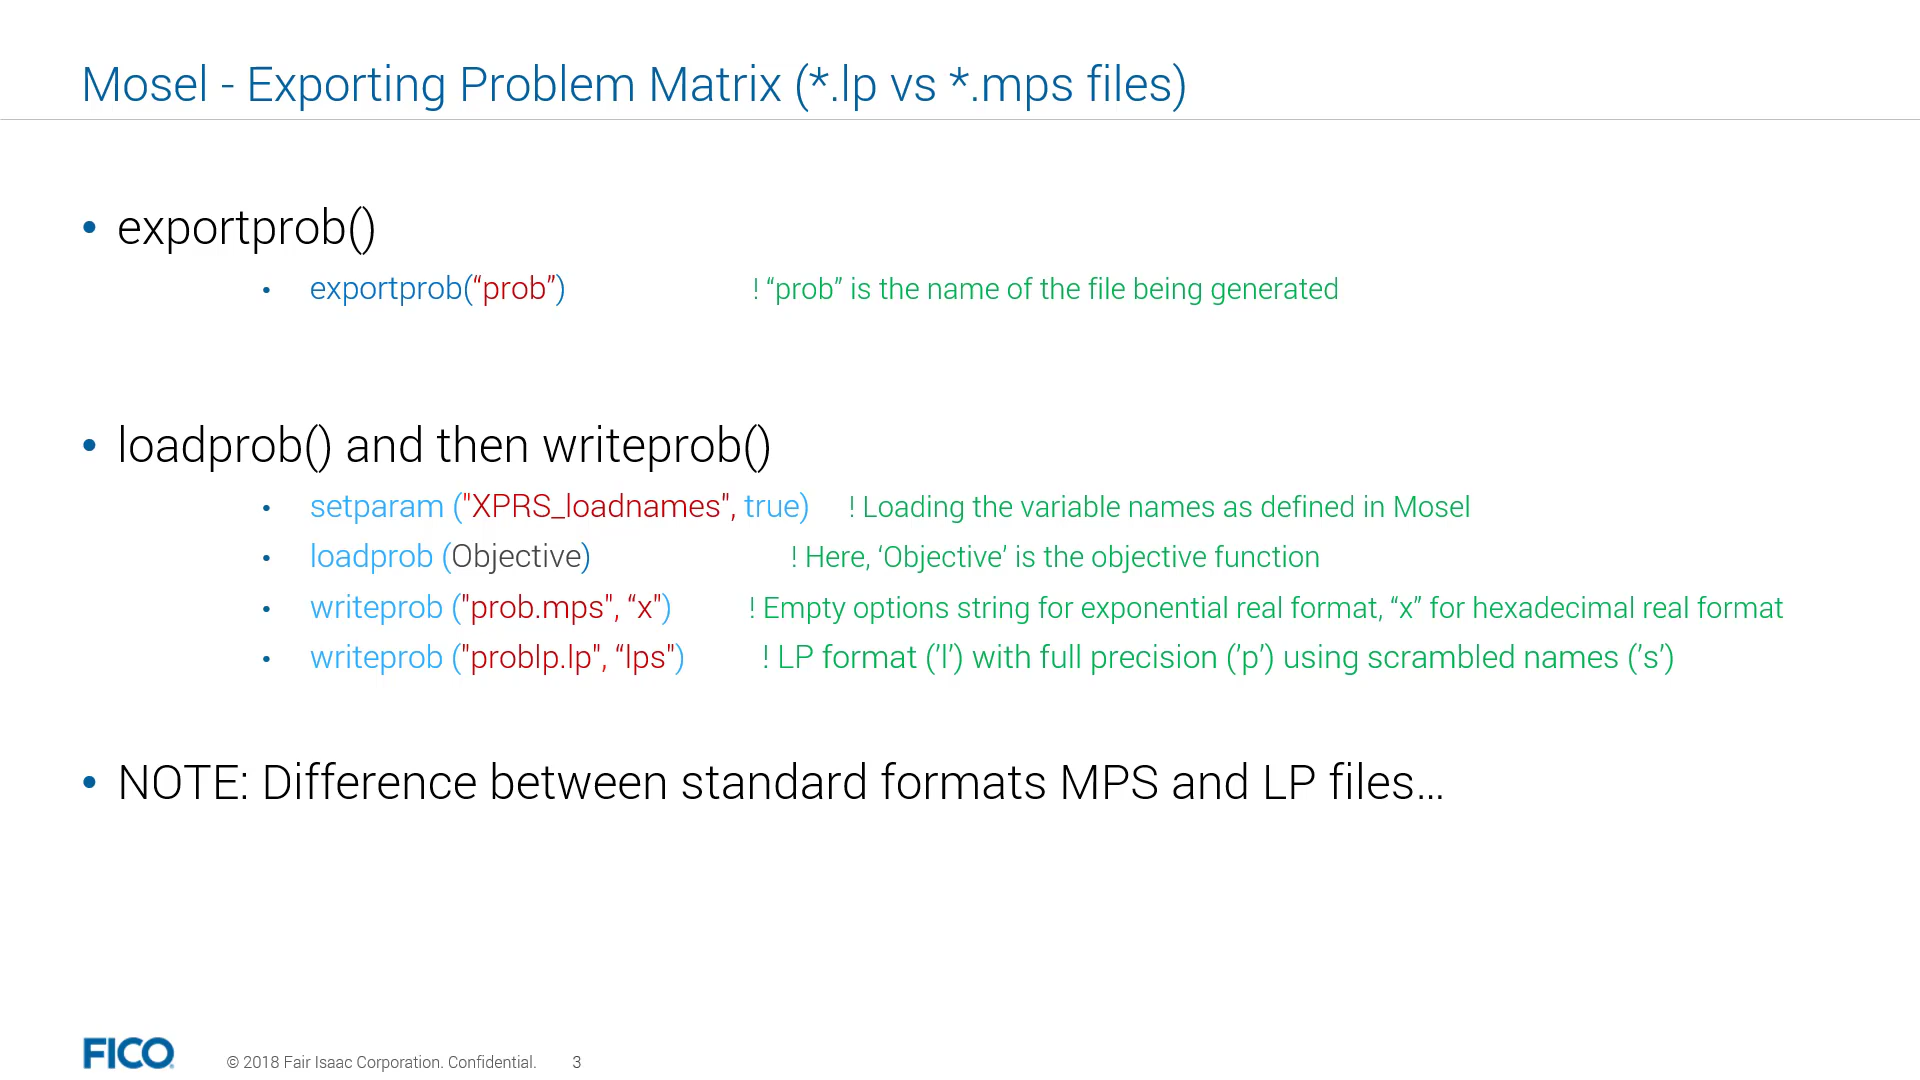 Mosel - Exporting Problem Matrix (*.lp vs *.mps files)
• exportprob()
• exportprob(“prob”) ! “prob” is the name of the file being generated
• loadprob() and then writeprob()
• setparam ("XPRS_loadnames", true) ! Loading the variable names as defined in Mosel
• loadprob (Objective) ! Here, ‘Objective’ is the objective function
• writeprob ("prob.mps", “x") ! Empty options string for exponential real format, “x” for hexadecimal real format
• writeprob ("problp.lp", “lps") ! LP format (’l’) with full precision (’p’) using scrambled names (’s’)
• NOTE: Difference between standard formats MPS and LP files…
FICO © 2018 Fair Isaac Corporation. Confidential. 3